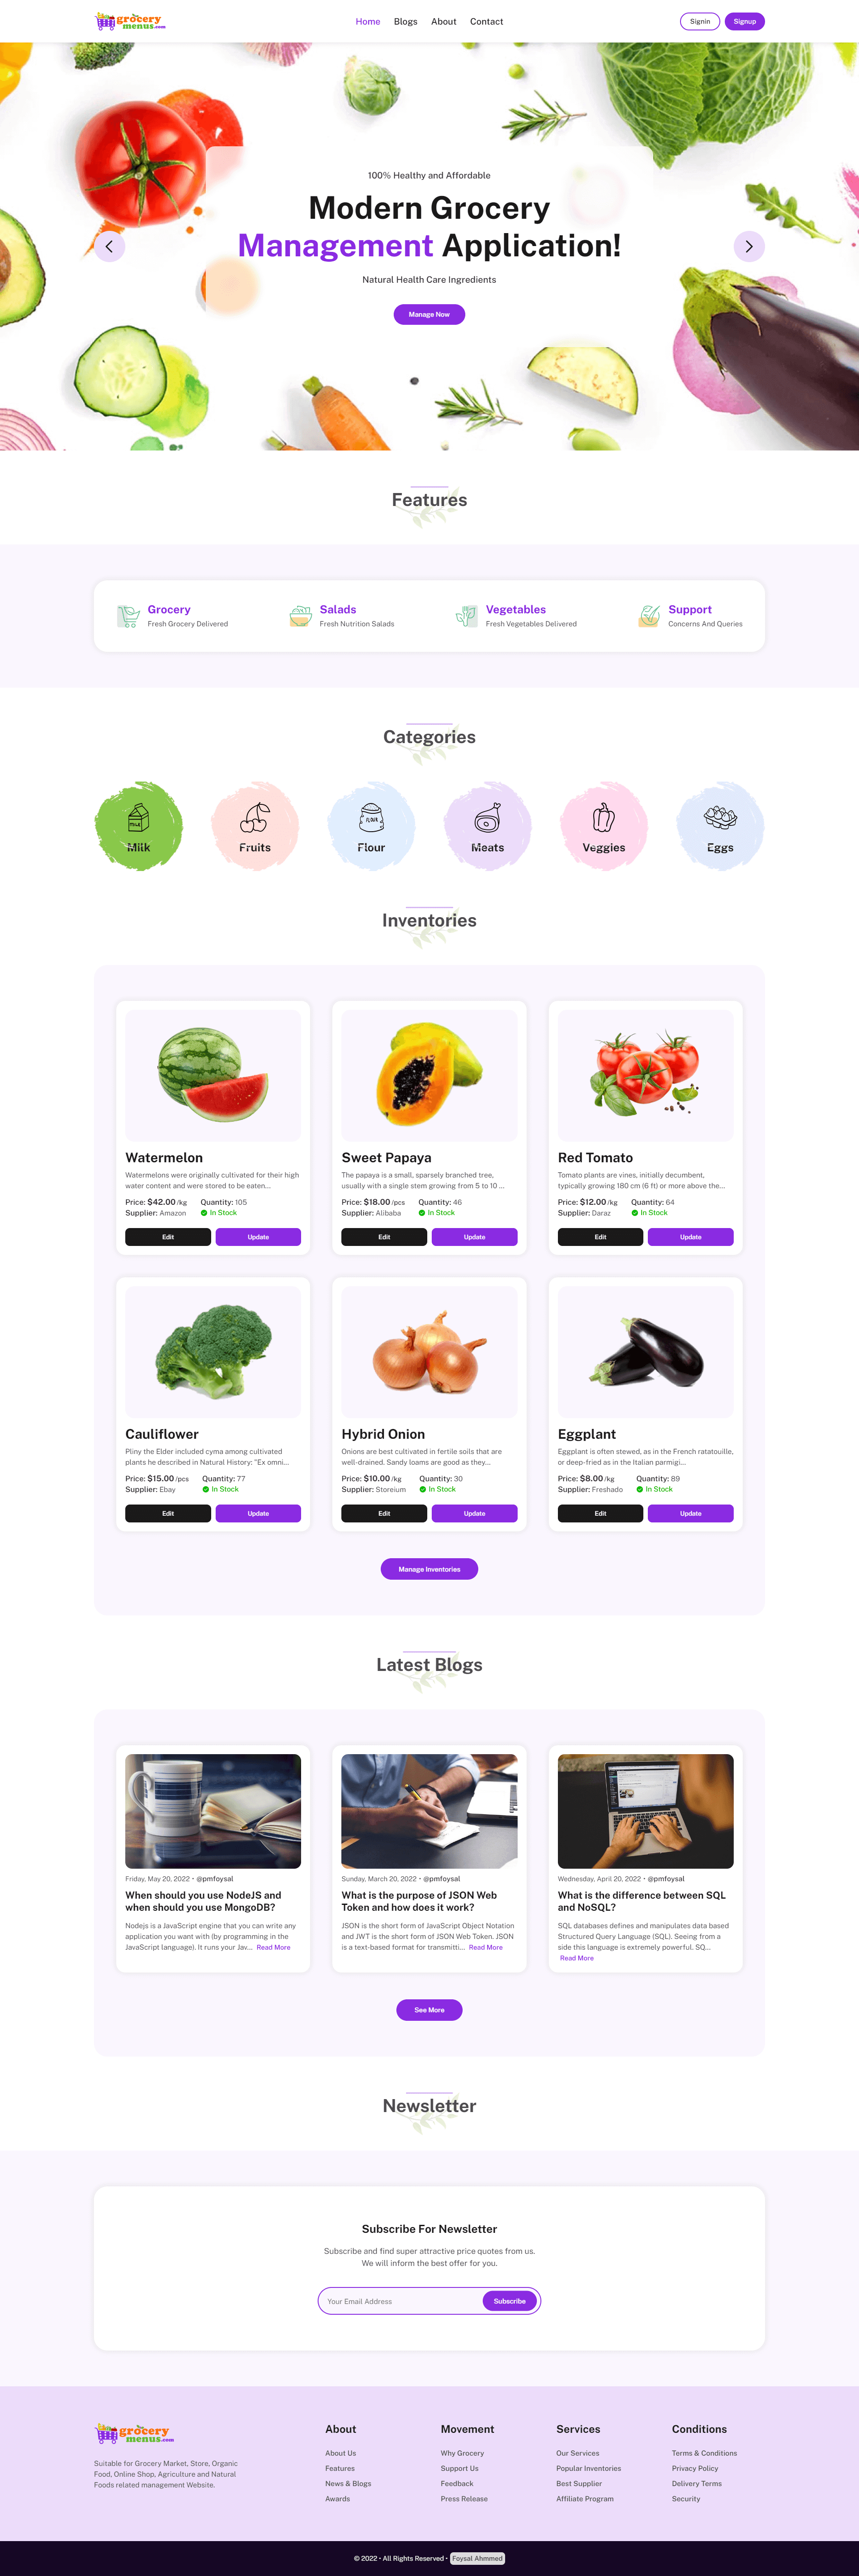 grocery
menus.com
Home Blogs About Contact
Signin Signup
100% Healthy and Affordable
Modern Grocery
Management Application!
Natural Health Care Ingredients
Manage Now
Features
Grocery
Fresh Grocery Delivered
Salads
Fresh Nutrition Salads
Vegetables
Fresh Vegetables Delivered
Support
Concerns And Queries
Categories
Milk
Fruits
FLOUR
Flour
Meats
Veggies
Eggs
Inventories
Watermelon
Watermelons were originally cultivated for their high
water content and were stored to be eaten...
Price: $42.00 /kg Quantity: 105
Supplier: Amazon In Stock
Edit Update
Sweet Papaya
The papaya is a small, sparsely branched tree,
usually with a single stem growing from 5 to 10 ...
Price: $18.00 /pcs Quantity: 46
Supplier: Alibaba In Stock
Edit Update
Red Tomato
Tomato plants are vines, initially decumbent,
typically growing 180 cm (6 ft) or more above the...
Price: $12.00 /kg Quantity: 64
Supplier: Daraz In Stock
Edit Update
Cauliflower
Pliny the Elder included cyma among cultivated
plants he described in Natural History: "Ex omni...
Price: $15.00 /pcs Quantity: 77
Supplier: Ebay In Stock
Edit Update
Hybrid Onion
Onions are best cultivated in fertile soils that are
well-drained. Sandy loams are good as they...
Price: $10.00 /kg Quantity: 30
Supplier: Storeium In Stock
Edit Update
Eggplant
Eggplant is often stewed, as in the French ratatouille,
or deep-fried as in the Italian parmigi...
Price: $8.00 /kg Quantity: 89
Supplier: Freshado In Stock
Edit Update
Manage Inventories
Latest Blogs
Friday, May 20, 2022 • @pmfoysal
When should you use NodeJS and
when should you use MongoDB?
Nodejs is a JavaScript engine that you can write any
application you want with (by programming in the
JavaScript language). It runs your Jav... Read More
Sunday, March 20, 2022 • @pmfoysal
What is the purpose of JSON Web
Token and how does it work?
JSON is the short form of JavaScript Object Notation
and JWT is the short form of JSON Web Token. JSON
is a text-based format for transmitti... Read More
Wednesday, April 20, 2022 • @pmfoysal
What is the difference between SQL
and NoSQL?
SQL databases defines and manipulates data based
Structured Query Language (SQL). Seeing from a
side this language is extremely powerful. SQ...
Read More
See More
Newsletter
Subscribe For Newsletter
Subscribe and find super attractive price quotes from us.
We will inform the best offer for you.
Your Email Address Subscribe
grocery
menus.com
Suitable for Grocery Market, Store, Organic
Food, Online Shop, Agriculture and Natural
Foods related management Website.
About
About Us
Features
News & Blogs
Awards
Movement
Why Grocery
Support Us
Feedback
Press Release
Services
Our Services
Popular Inventories
Best Supplier
Affiliate Program
Conditions
Terms & Conditions
Privacy Policy
Delivery Terms
Security
© 2022 • All Rights Reserved • Foysal Ahmmed